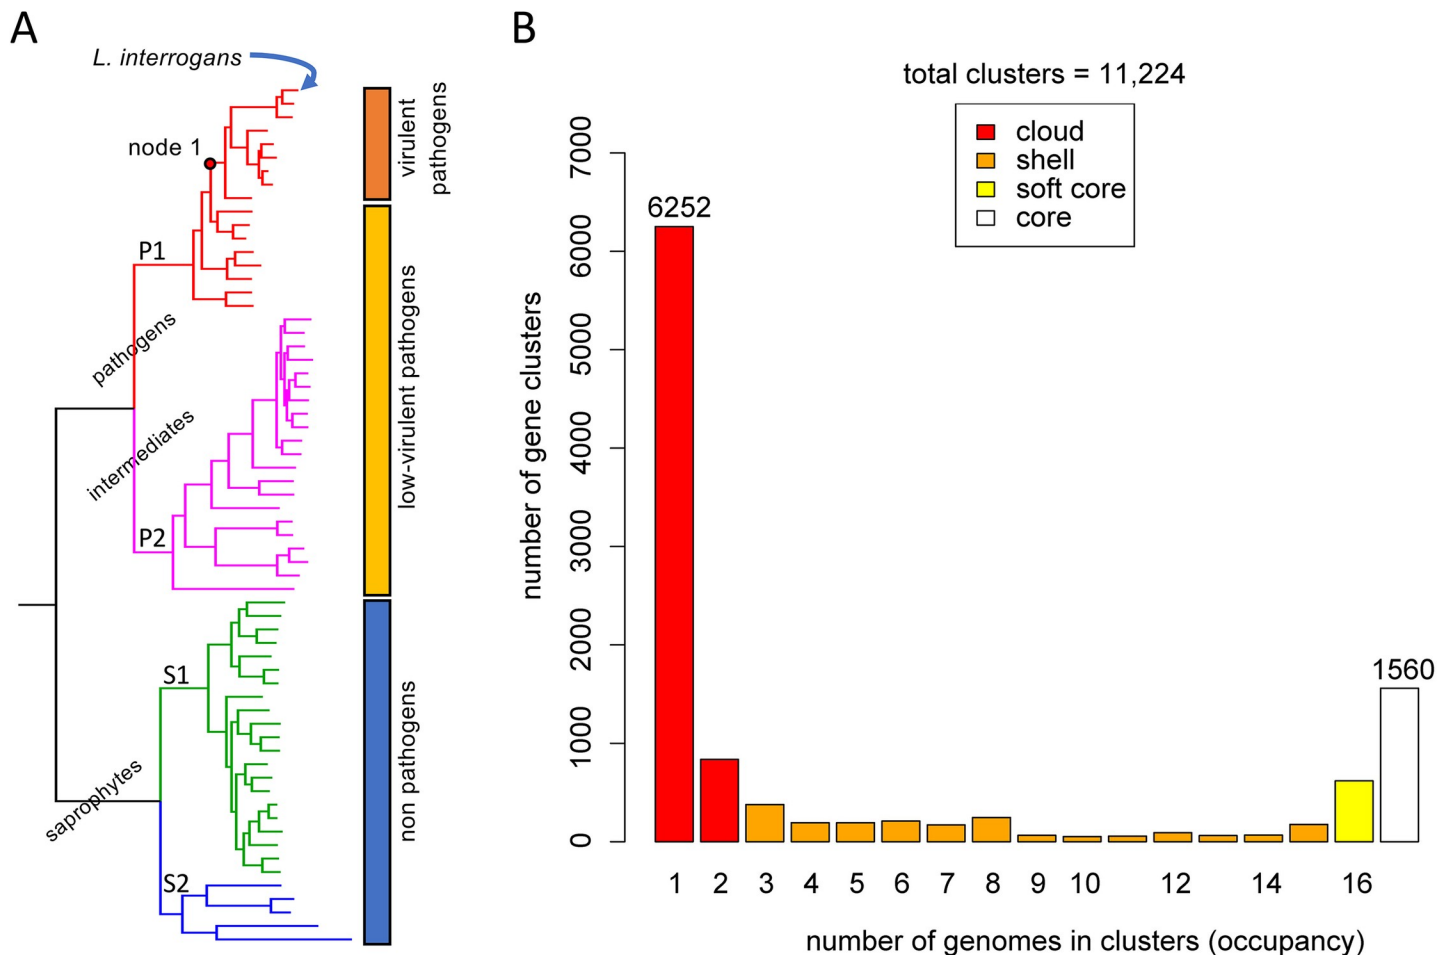 A
L. interrogans
node 1
P1
pathogens
intermediates
P2
S1
saprophytes
S2
virulent
pathogens
low-virulent pathogens
non pathogens
B
total clusters = 11,224
cloud
shell
soft core
core
number of gene clusters
7000
6000
5000
4000
3000
2000
1000
0
6252
1560
1 2 3 4 5 6 7 8 9 10 12 14 16
number of genomes in clusters (occupancy)